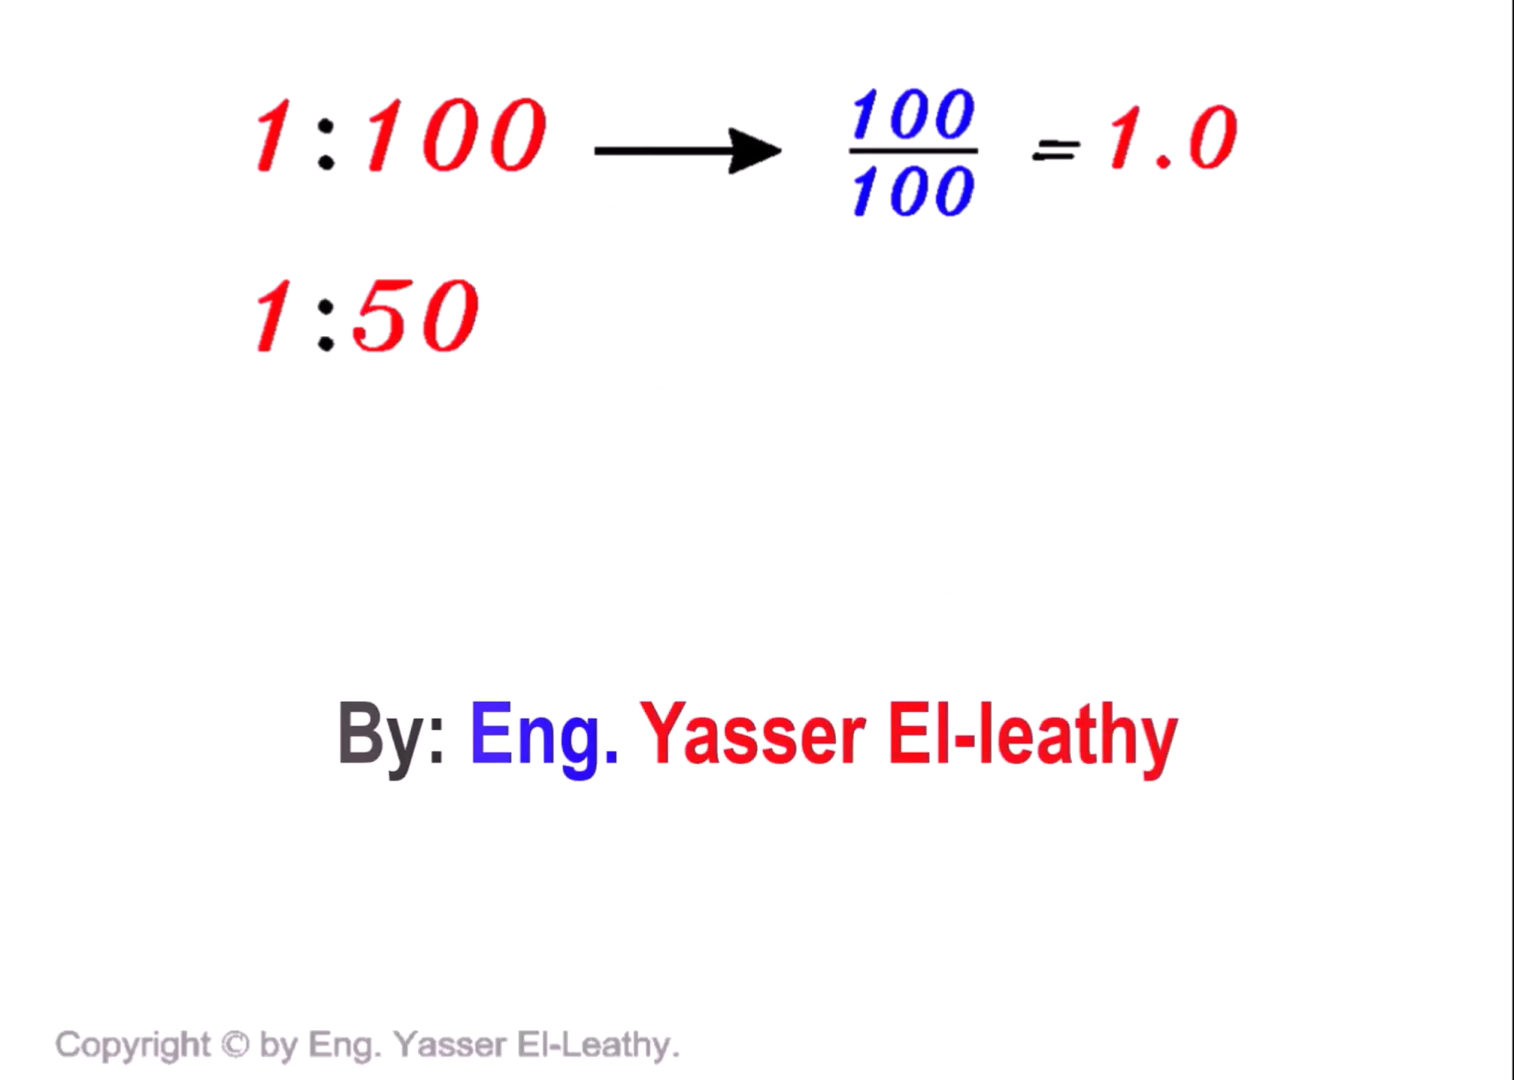 1:100 → 100/100 = 1.0
1:50
By: Eng. Yasser El-leathy
Copyright © by Eng. Yasser El-Leathy.